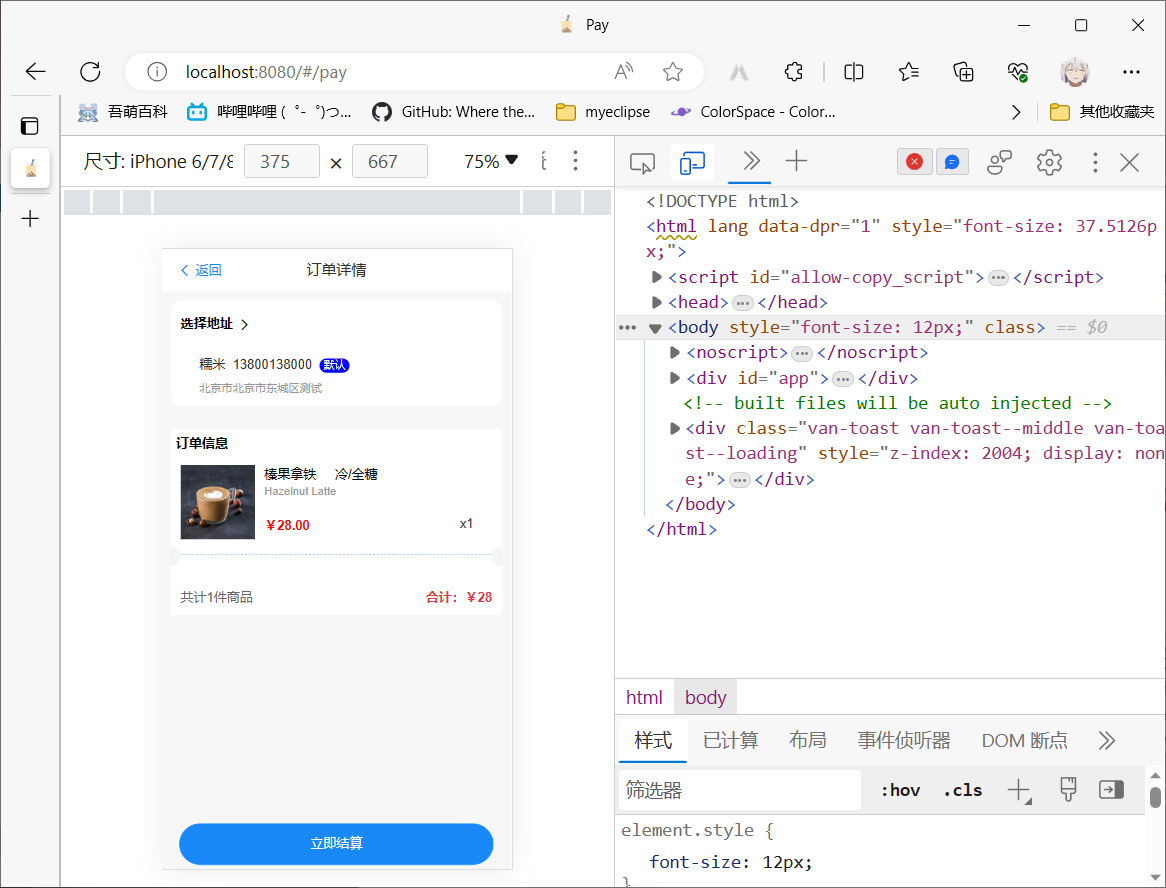 Pay
localhost:8080/#/pay
吾萌百科
哔哩哔哩 (゜-゜)つ...
GitHub: Where the...
myeclipse
ColorSpace - Color...
其他收藏夹
尺寸: iPhone 6/7/8
375 × 667
75% ▼
<!DOCTYPE html>
<html lang data-dpr="1" style="font-size: 37.5126p
x;">
<script id="allow-copy_script">…</script>
<head>…</head>
<body style="font-size: 12px;" class> == $0
<noscript>…</noscript>
<div id="app">…</div>
<!-- built files will be auto injected -->
<div class="van-toast van-toast--middle van-toa
st--loading" style="z-index: 2004; display: non
e;">…</div>
</body>
</html>
返回
订单详情
选择地址
糯米 13800138000 默认
北京市北京市东城区测试
订单信息
榛果拿铁 冷/全糖
Hazelnut Latte
￥28.00
x1
共计1件商品
合计：￥28
立即结算
html body
样式 已计算 布局 事件侦听器 DOM 断点
筛选器
:hov .cls
element.style {
font-size: 12px;
}